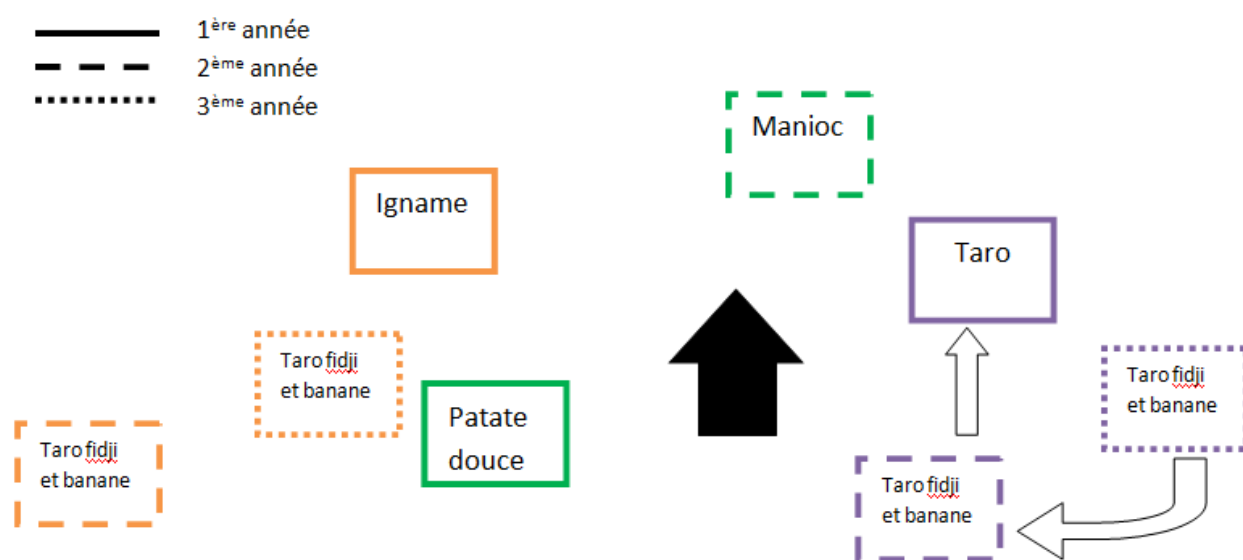 1ère année
2ème année
3ème année
Manioc
Igname
Taro
Taro fidji
et banane
Taro fidji
et banane
Patate
douce
Taro fidji
et banane
Taro fidji
et banane